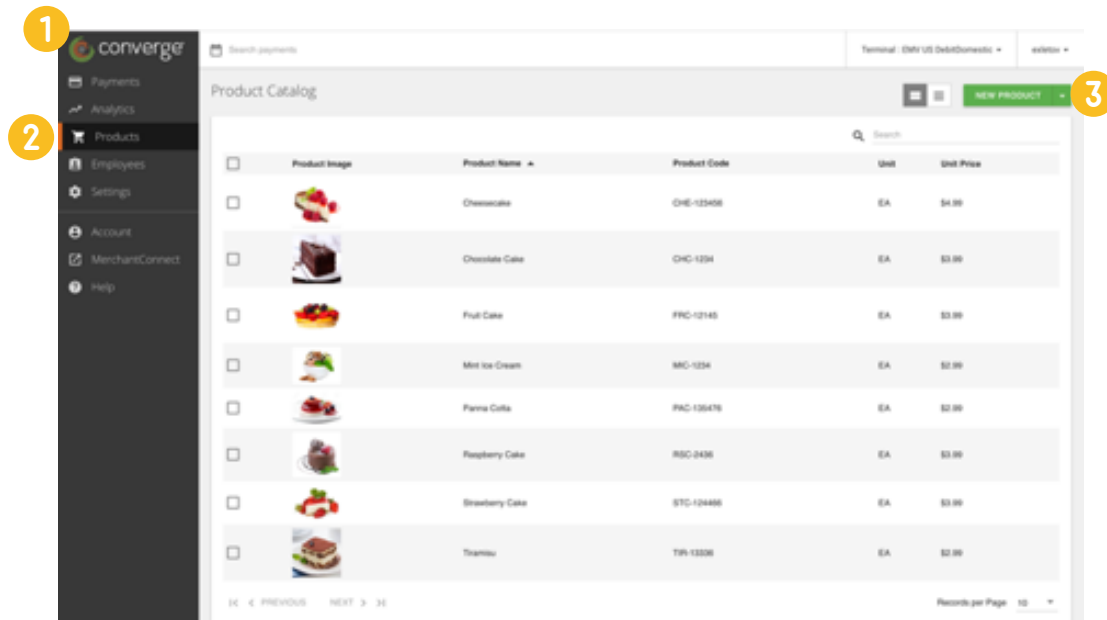 1
converge
Search payments
Terminal : EMV US DebitDomestic
Payments
Product Catalog
NEW PRODUCT
3
Analytics
2
Products
Search
Employees
Product Image Product Name Product Code Unit Unit Price
Settings
Cheesecake CHE-123456 EA $4.99
Account
MerchantConnect
Chocolate Cake CHC-1234 EA $3.99
Help
Fruit Cake FRC-12145 EA $3.99
Mint Ice Cream MIC-1234 EA $2.99
Panna Cotta PAC-135476 EA $2.99
Raspberry Cake RSC-2436 EA $3.99
Strawberry Cake STC-124466 EA $3.99
Tiramisu TIR-13336 EA $2.99
PREVIOUS NEXT
Records per Page 10